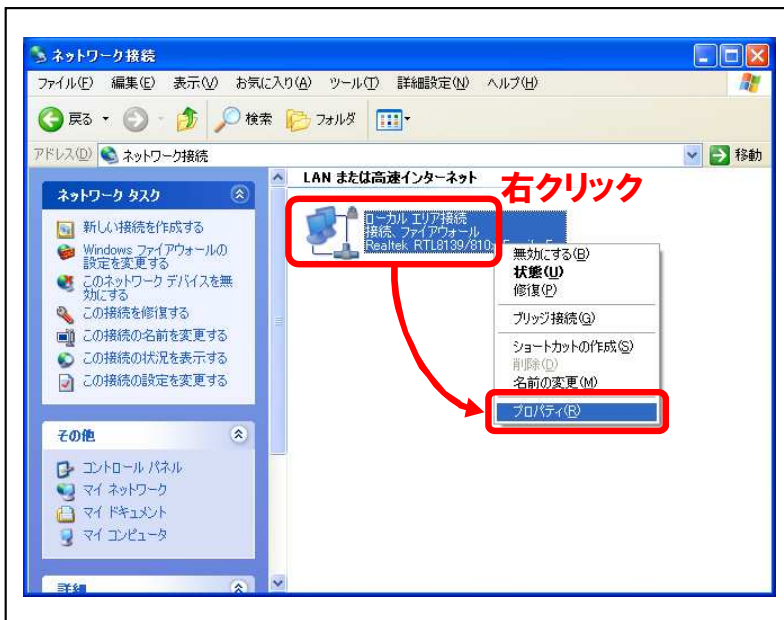 ネットワーク接続
ファイル(F) 編集(E) 表示(V) お気に入り(A) ツール(T) 詳細設定(N) ヘルプ(H)
戻る 検索 フォルダ
アドレス(D) ネットワーク接続 移動
ネットワーク タスク
新しい接続を作成する
Windows ファイアウォールの
設定を変更する
このネットワーク デバイスを無
効にする
この接続を修復する
この接続の名前を変更する
この接続の状況を表示する
この接続の設定を変更する
その他
コントロール パネル
マイ ネットワーク
マイ ドキュメント
マイ コンピュータ
詳細
LAN または高速インターネット
右クリック
ローカル エリア接続
接続、ファイアウォール
Realtek RTL8139/810
無効にする(B)
状態(U)
修復(P)
ブリッジ接続(G)
ショートカットの作成(S)
削除(D)
名前の変更(M)
プロパティ(R)